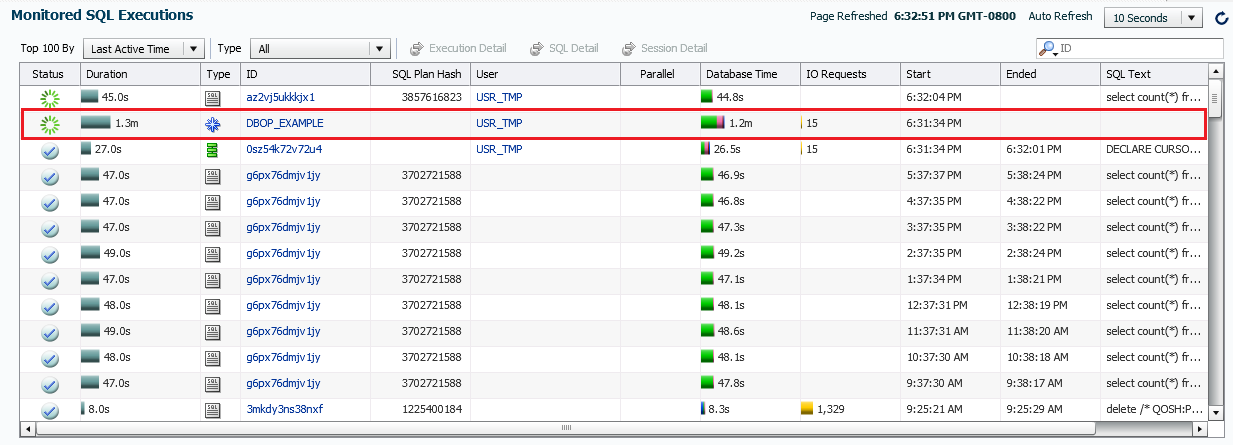 Monitored SQL Executions Page Refreshed 6:32:51 PM GMT-0800 Auto Refresh 10 Seconds
Top 100 By Last Active Time Type All Execution Detail SQL Detail Session Detail ID
Status Duration Type ID SQL Plan Hash User Parallel Database Time IO Requests Start Ended SQL Text
45.0s SQL az2vj5ukkkjx1 3857616823 USR_TMP 44.8s 6:32:04 PM select count(*) fr...
1.3m DBOP_EXAMPLE USR_TMP 1.2m 15 6:31:34 PM
27.0s 0sz54k72v72u4 USR_TMP 26.5s 15 6:31:34 PM 6:32:01 PM DECLARE CURSO...
47.0s SQL g6px76dmjv1jy 3702721588 46.9s 5:37:37 PM 5:38:24 PM select count(*) fr...
47.0s SQL g6px76dmjv1jy 3702721588 46.8s 4:37:35 PM 4:38:22 PM select count(*) fr...
47.0s SQL g6px76dmjv1jy 3702721588 47.3s 3:37:35 PM 3:38:22 PM select count(*) fr...
49.0s SQL g6px76dmjv1jy 3702721588 49.2s 2:37:35 PM 2:38:24 PM select count(*) fr...
47.0s SQL g6px76dmjv1jy 3702721588 47.1s 1:37:34 PM 1:38:21 PM select count(*) fr...
48.0s SQL g6px76dmjv1jy 3702721588 48.1s 12:37:31 PM 12:38:19 PM select count(*) fr...
49.0s SQL g6px76dmjv1jy 3702721588 48.6s 11:37:31 AM 11:38:20 AM select count(*) fr...
48.0s SQL g6px76dmjv1jy 3702721588 48.1s 10:37:30 AM 10:38:18 AM select count(*) fr...
47.0s SQL g6px76dmjv1jy 3702721588 47.8s 9:37:30 AM 9:38:17 AM select count(*) fr...
8.0s SQL 3mkdy3ns38nxf 1225400184 8.3s 1,329 9:25:21 AM 9:25:29 AM delete /* QOSH:P...